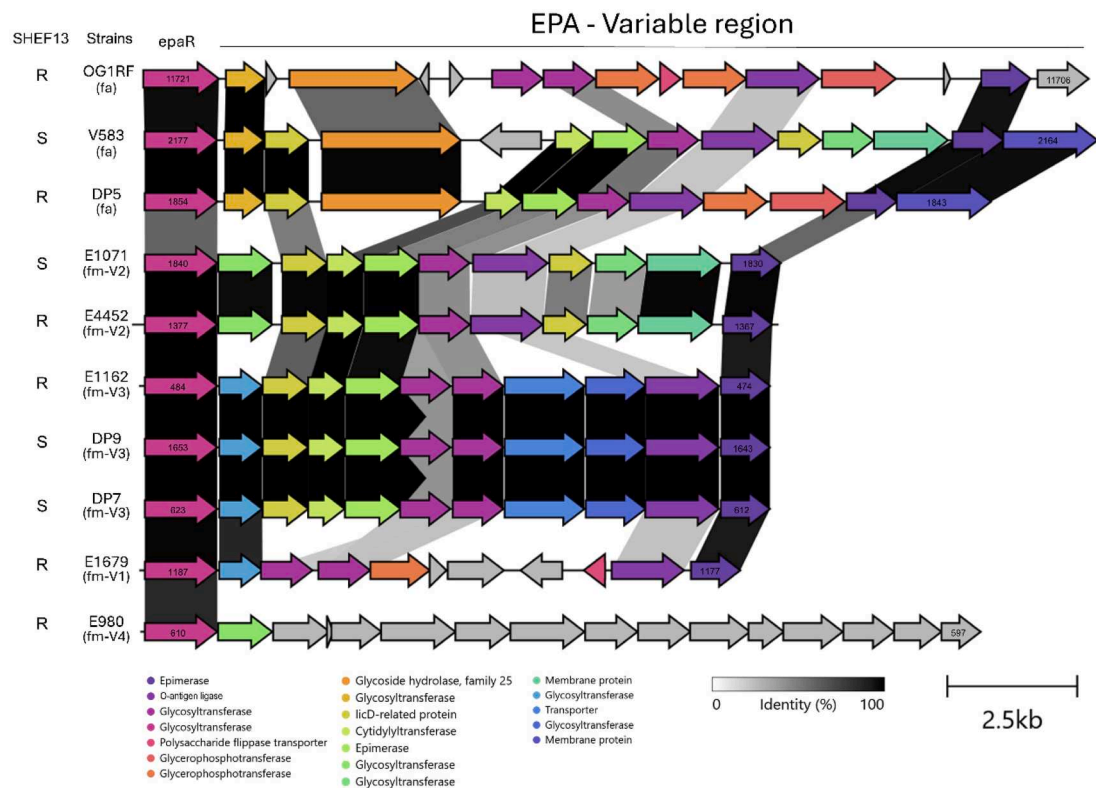 EPA - Variable region
SHEF13 Strains epaR
R OG1RF (fa) 11721 11706
S V583 (fa) 2177 2164
R DP5 (fa) 1854 1843
S E1071 (fm-V2) 1840 1830
R E4452 (fm-V2) 1377 1367
R E1162 (fm-V3) 484 474
S DP9 (fm-V3) 1653 1643
S DP7 (fm-V3) 623 612
R E1679 (fm-V1) 1187 1177
R E980 (fm-V4) 610 597
Epimerase
O-antigen ligase
Glycosyltransferase
Glycosyltransferase
Polysaccharide flippase transporter
Glycerophosphotransferase
Glycerophosphotransferase
Glycoside hydrolase, family 25
Glycosyltransferase
licD-related protein
Cytidylyltransferase
Epimerase
Glycosyltransferase
Glycosyltransferase
Membrane protein
Glycosyltransferase
Transporter
Glycosyltransferase
Membrane protein
0 Identity (%) 100
2.5kb